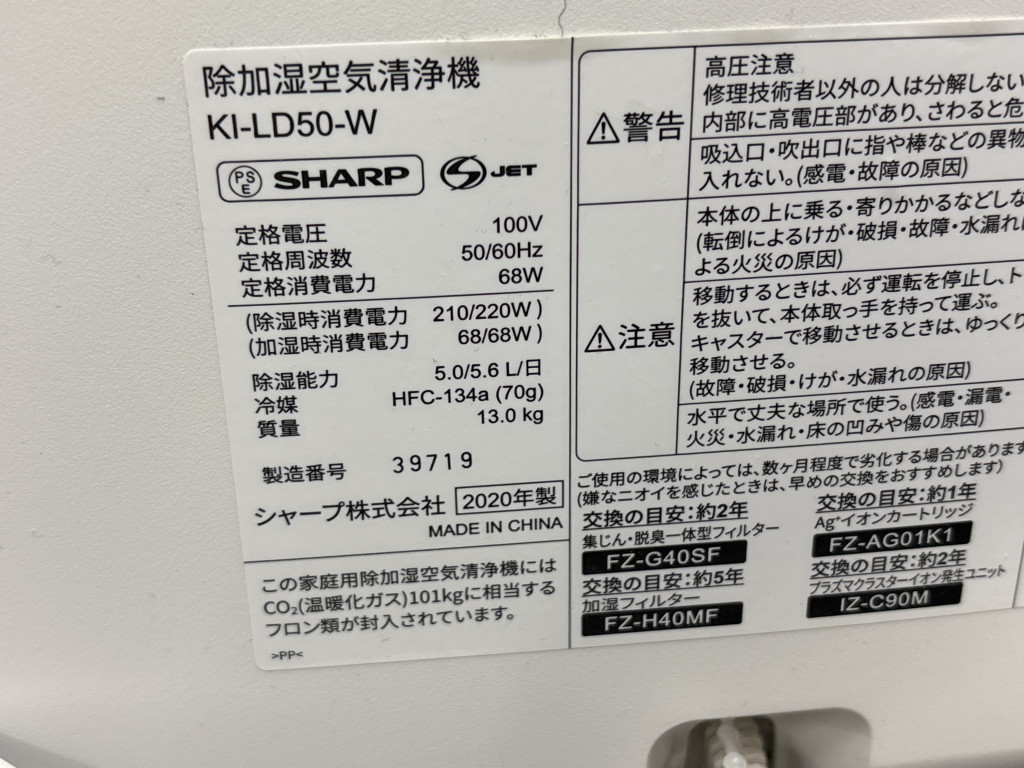 除加湿空気清浄機
KI-LD50-W
PS E SHARP S JET
定格電圧 100V
定格周波数 50/60Hz
定格消費電力 68W
(除湿時消費電力 210/220W)
(加湿時消費電力 68/68W)
除湿能力 5.0/5.6 L/日
冷媒 HFC-134a (70g)
質量 13.0 kg
製造番号 39719
シャープ株式会社 2020年製
MADE IN CHINA
この家庭用除加湿空気清浄機には
CO₂(温暖化ガス)101kgに相当する
フロン類が封入されています。
>PP<
警告
高圧注意
修理技術者以外の人は分解しない
内部に高電圧部があり、さわると危
吸込口・吹出口に指や棒などの異物
入れない。(感電・故障の原因)
注意
本体の上に乗る・寄りかかるなどしな
(転倒によるけが・破損・故障・水漏れ
よる火災の原因)
移動するときは、必ず運転を停止し、ト
を抜いて、本体取っ手を持って運ぶ。
キャスターで移動させるときは、ゆっくり
移動させる。
(故障・破損・けが・水漏れの原因)
水平で丈夫な場所で使う。(感電・漏電・
火災・水漏れ・床の凹みや傷の原因)
ご使用の環境によっては、数ヶ月程度で劣化する場合があります
(嫌なニオイを感じたときは、早めの交換をおすすめします)
交換の目安:約2年
集じん・脱臭一体型フィルター
FZ-G40SF
交換の目安:約5年
加湿フィルター
FZ-H40MF
交換の目安:約1年
Ag⁺イオンカートリッジ
FZ-AG01K1
交換の目安:約2年
プラズマクラスターイオン発生ユニット
IZ-C90M